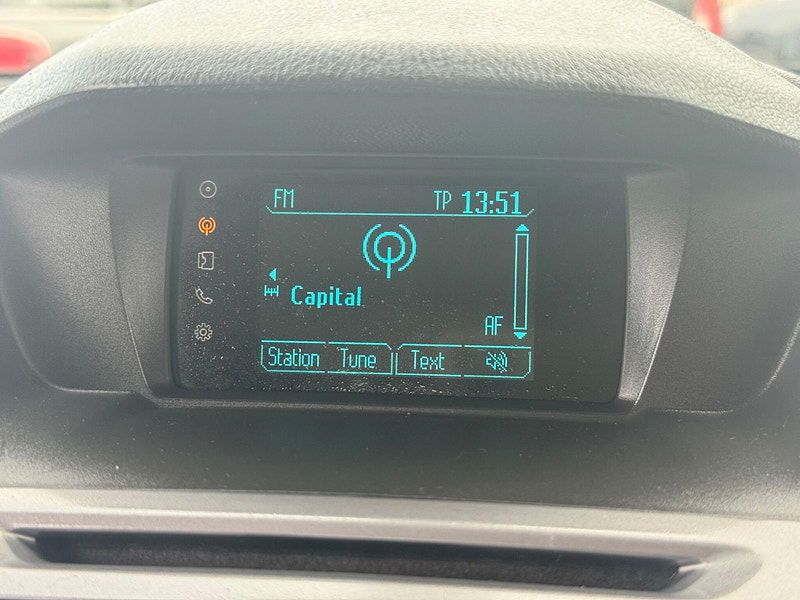 FM TP 13:51
Capital
AF
Station Tune Text